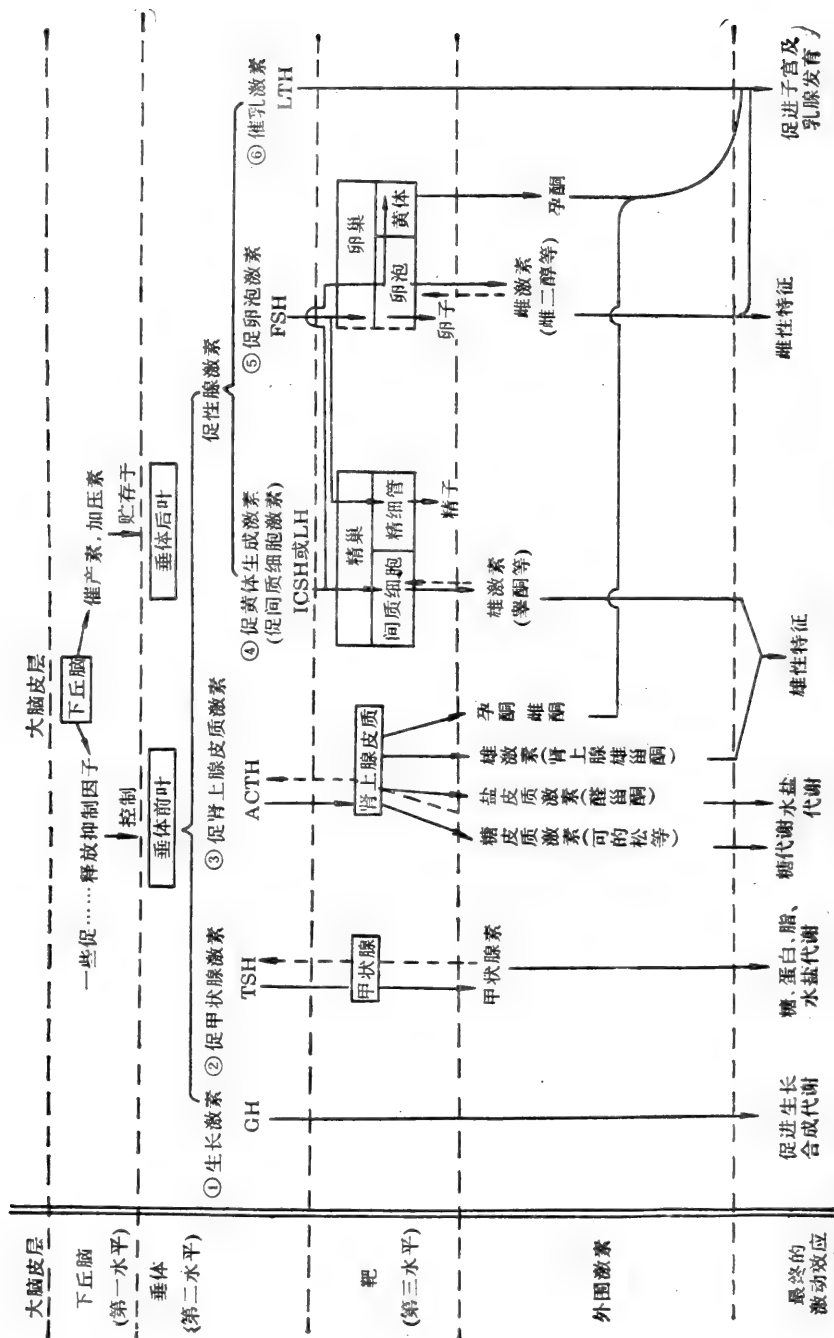 大脑皮层
大脑皮层
下丘脑
(第一水平)
下丘脑
一些促……释放抑制因子
催产素,加压素
控制
贮存于
垂体
(第二水平)
垂体前叶
垂体后叶
促性腺激素
①生长激素
GH
②促甲状腺激素
TSH
③促肾上腺皮质激素
ACTH
④促黄体生成激素
(促间质细胞激素)
ICSH或LH
⑤促卵泡激素
FSH
⑥催乳激素
LTH
靶
(第三水平)
甲状腺
肾上腺皮质
精巢
间质细胞
精细管
精子
卵巢
卵泡
黄体
卵子
外围激素
甲状腺素
糖皮质激素(可的松等)
盐皮质激素(醛甾酮)
雄激素(肾上腺雄甾酮)
孕酮
雌酮
雄激素
(睾酮等)
雌激素
(雌二醇等)
孕酮
最终的
激动效应
促进生长
合成代谢
糖、蛋白、脂、
水盐代谢
糖代谢
水盐
代谢
雄性特征
雌性特征
促进子宫及
乳腺发育